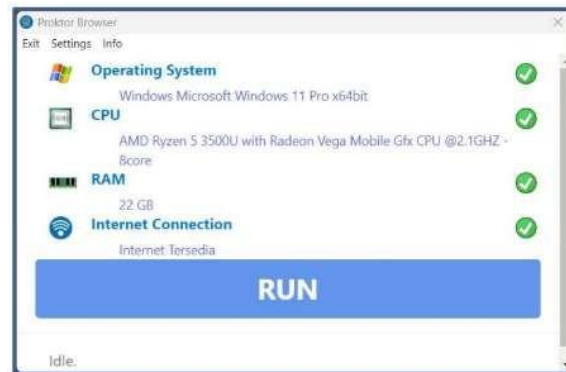 Proktor Browser
Exit Settings Info
Operating System
Windows Microsoft Windows 11 Pro x64bit
CPU
AMD Ryzen 5 3500U with Radeon Vega Mobile Gfx CPU @2.1GHZ -
8core
RAM
22 GB
Internet Connection
Internet Tersedia
RUN
Idle.